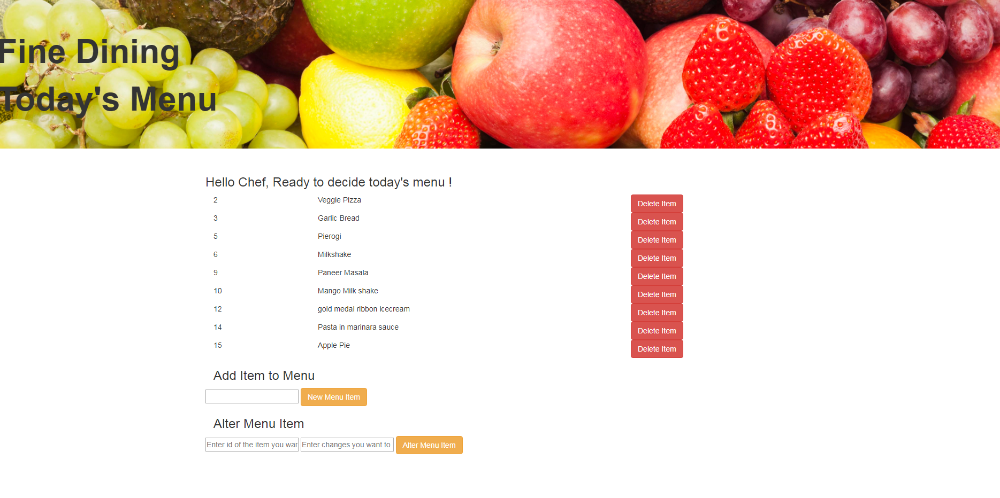 Fine Dining
Today's Menu
Hello Chef, Ready to decide today's menu !
2 Veggie Pizza Delete Item
3 Garlic Bread Delete Item
5 Pierogi Delete Item
6 Milkshake Delete Item
9 Paneer Masala Delete Item
10 Mango Milk shake Delete Item
12 gold medal ribbon icecream Delete Item
14 Pasta in marinara sauce Delete Item
15 Apple Pie Delete Item
Add Item to Menu
New Menu Item
Alter Menu Item
Enter id of the item you Enter changes you want to Alter Menu Item